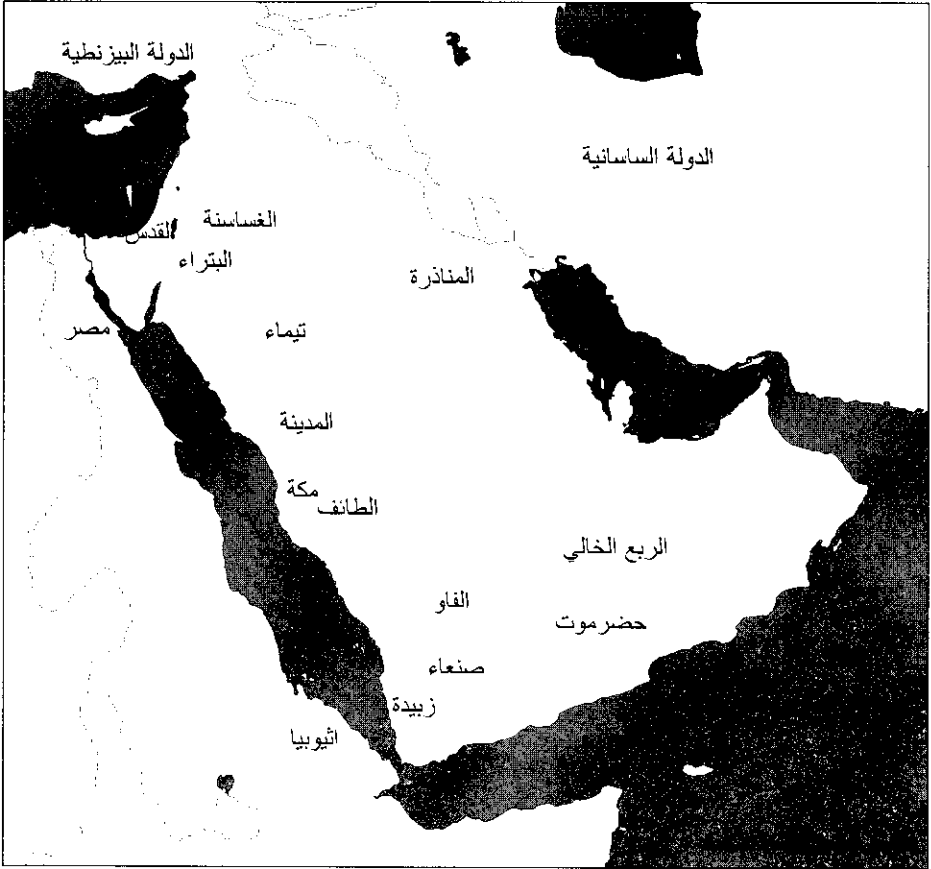 الدولة البيزنطية
الدولة الساسانية
الغساسنة
القدس
البتراء
المناذرة
مصر
تيماء
المدينة
مكة
الطائف
الربع الخالي
الفاو
حضرموت
صنعاء
زبيدة
اثيوبيا